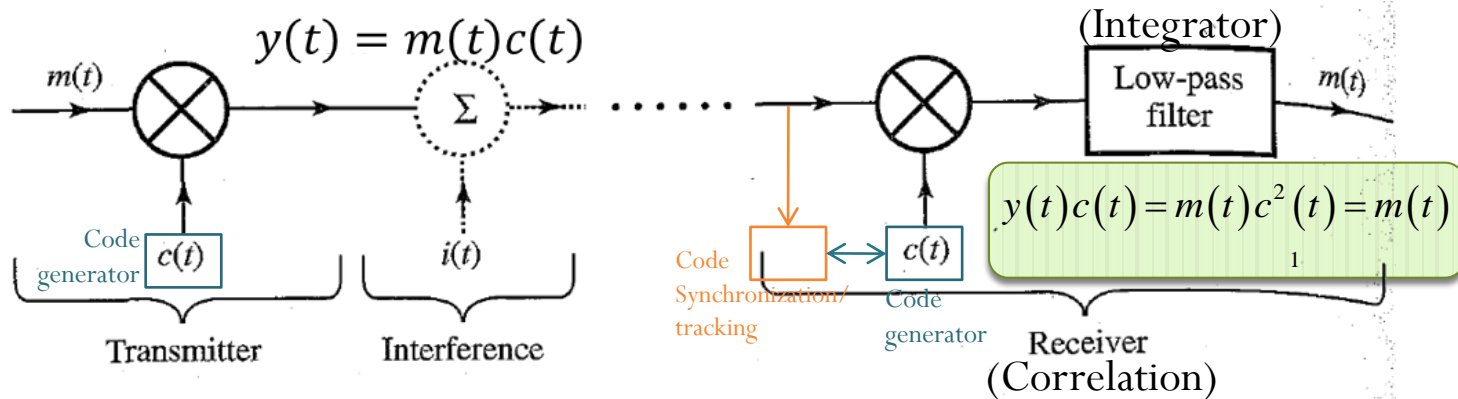 y(t) = m(t)c(t)
(Integrator)
m(t)
Σ
Low-pass
filter
m(t)
y(t)c(t) = m(t)c²(t) = m(t)
1
Code
generator
c(t)
i(t)
Code
Synchronization/
tracking
c(t)
Code
generator
Transmitter
Interference
Receiver
(Correlation)